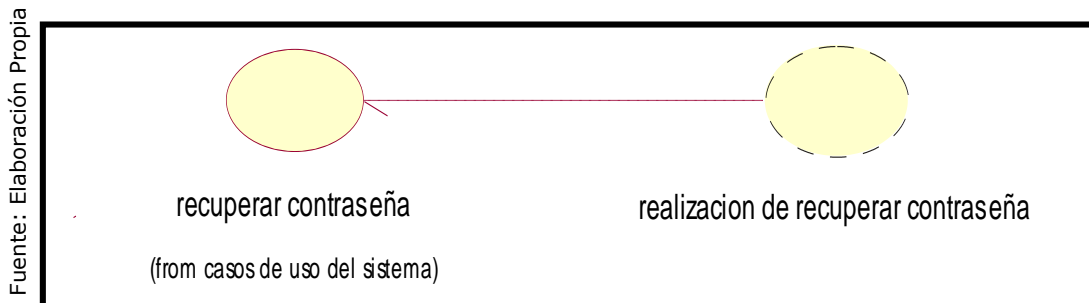 Fuente: Elaboración Propia
recuperar contraseña
(from casos de uso del sistema)
realizacion de recuperar contraseña